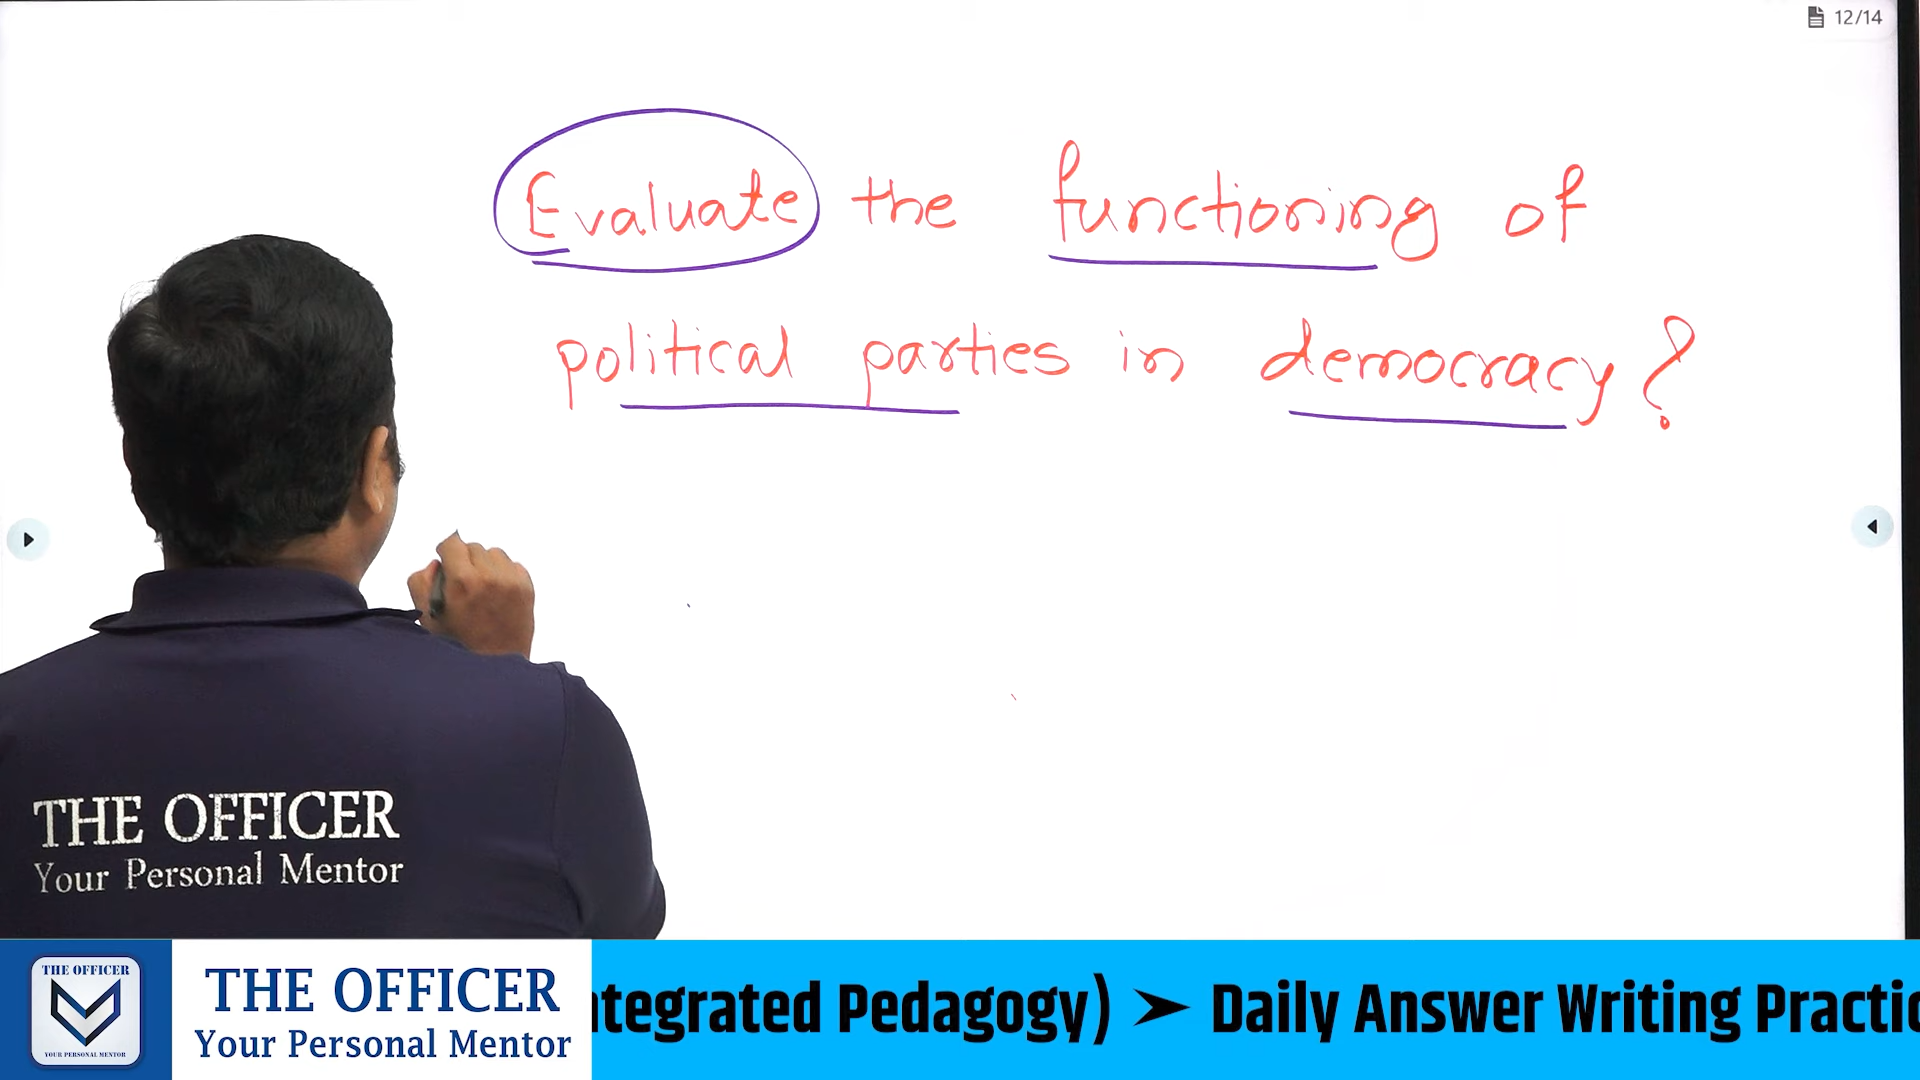 12/14
Evaluate the functioning of
political parties in democracy?
THE OFFICER
Your Personal Mentor
THE OFFICER
YOUR PERSONAL MENTOR
THE OFFICER
Your Personal Mentor
ntegrated Pedagogy) ➤ Daily Answer Writing Practic